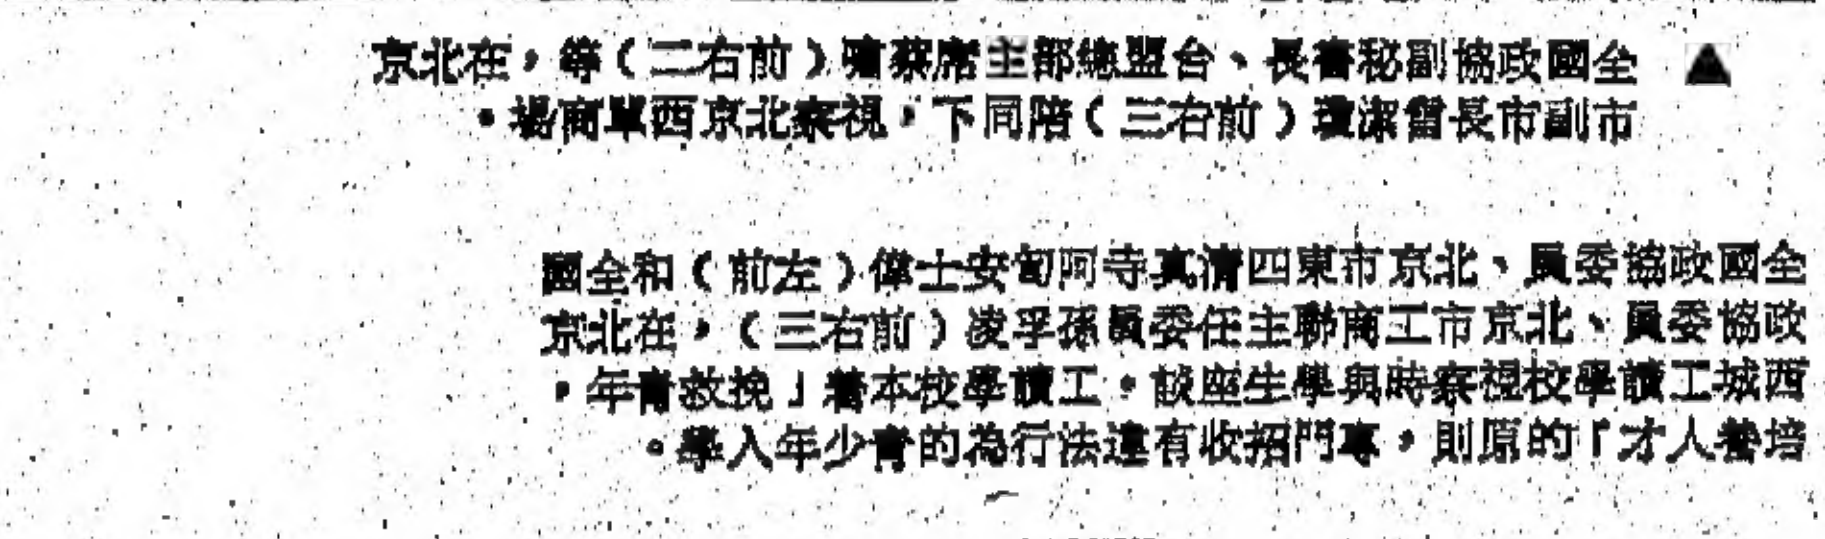 ▲ 全國政協副秘書長、台盟總部主席蔡嘯（前右二）等，在北京
市副市長雷潔瓊（前右三）陪同下，視察北京西單商場。
全國政協委員、北京市東四清真寺阿訇安士偉（左前）和全國
政協委員、北京市工商聯主任委員孫孚凌（前右三），在北京
西城工讀學校視察時與學生座談。工讀學校本着「挽救青年，
培養人才」的原則，專門招收有違法行為的青少年入學。